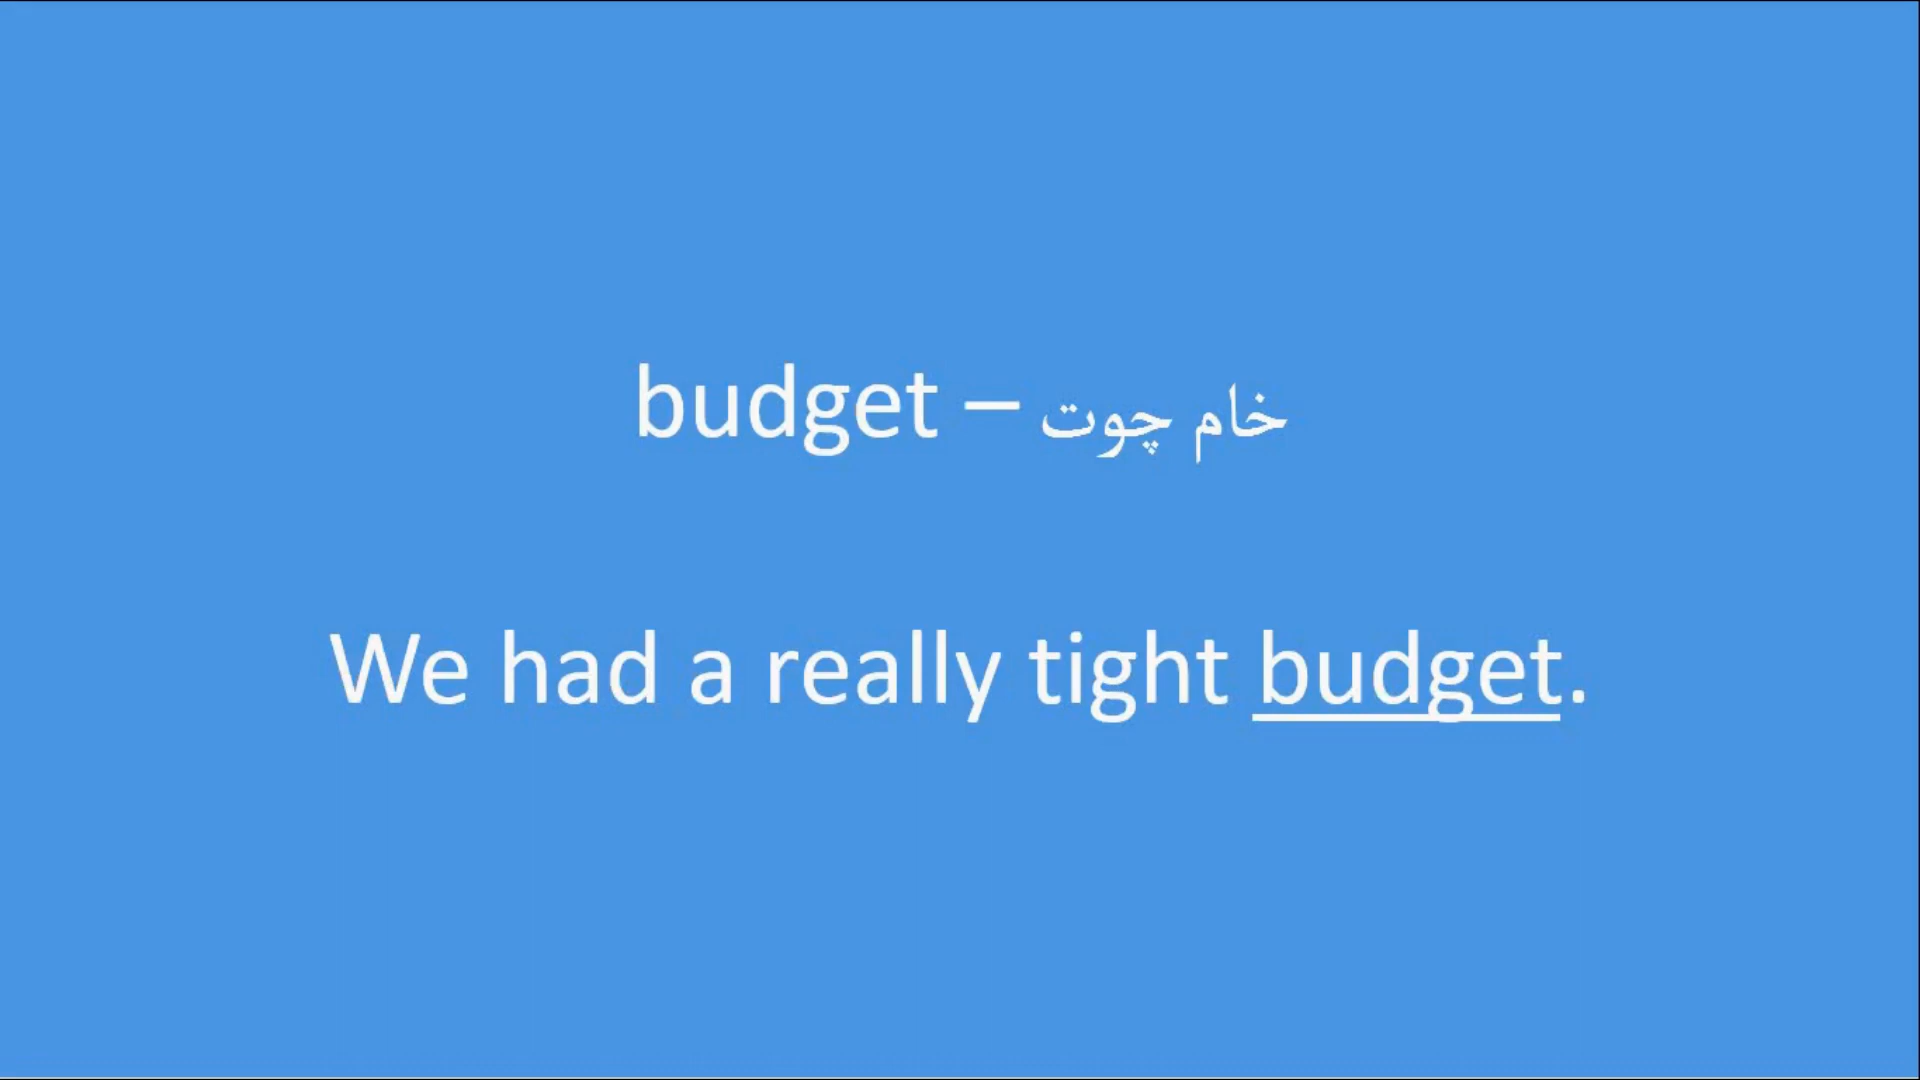 budget – خام چوت
We had a really tight budget.